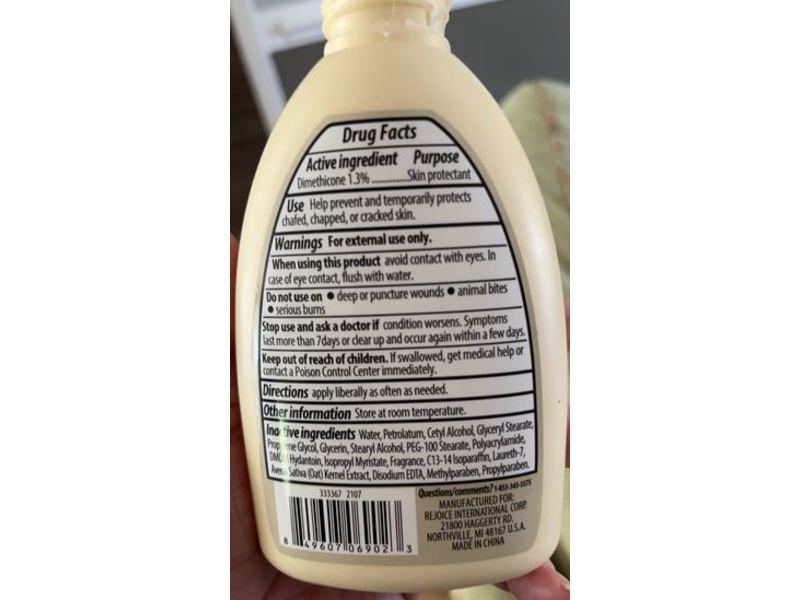 Drug Facts
Active ingredient Purpose
Dimethicone 1.3% ..............Skin protectant
Use Help prevent and temporarily protects
chafed, chapped, or cracked skin.
Warnings For external use only.
When using this product avoid contact with eyes. In
case of eye contact, flush with water.
Do not use on ● deep or puncture wounds ● animal bites
● serious burns
Stop use and ask a doctor if condition worsens. Symptoms
last more than 7days or clear up and occur again within a few days.
Keep out of reach of children. If swallowed, get medical help or
contact a Poison Control Center immediately.
Directions apply liberally as often as needed.
Other information Store at room temperature.
Inactive ingredients Water, Petrolatum, Cetyl Alcohol, Glyceryl Stearate,
Propylene Glycol, Glycerin, Stearyl Alcohol, PEG-100 Stearate, Polyacrylamide,
DMDM Hydantoin, Isopropyl Myristate, Fragrance, C13-14 Isoparaffin, Laureth-7,
Avena Sativa (Oat) Kernel Extract, Disodium EDTA, Methylparaben, Propylparaben.
333367 2107
8 49607 06902 3
Questions/comments? 1-855-345-5575
MANUFACTURED FOR:
REJOICE INTERNATIONAL CORP.
21800 HAGGERTY RD.
NORTHVILLE, MI 48167 U.S.A.
MADE IN CHINA